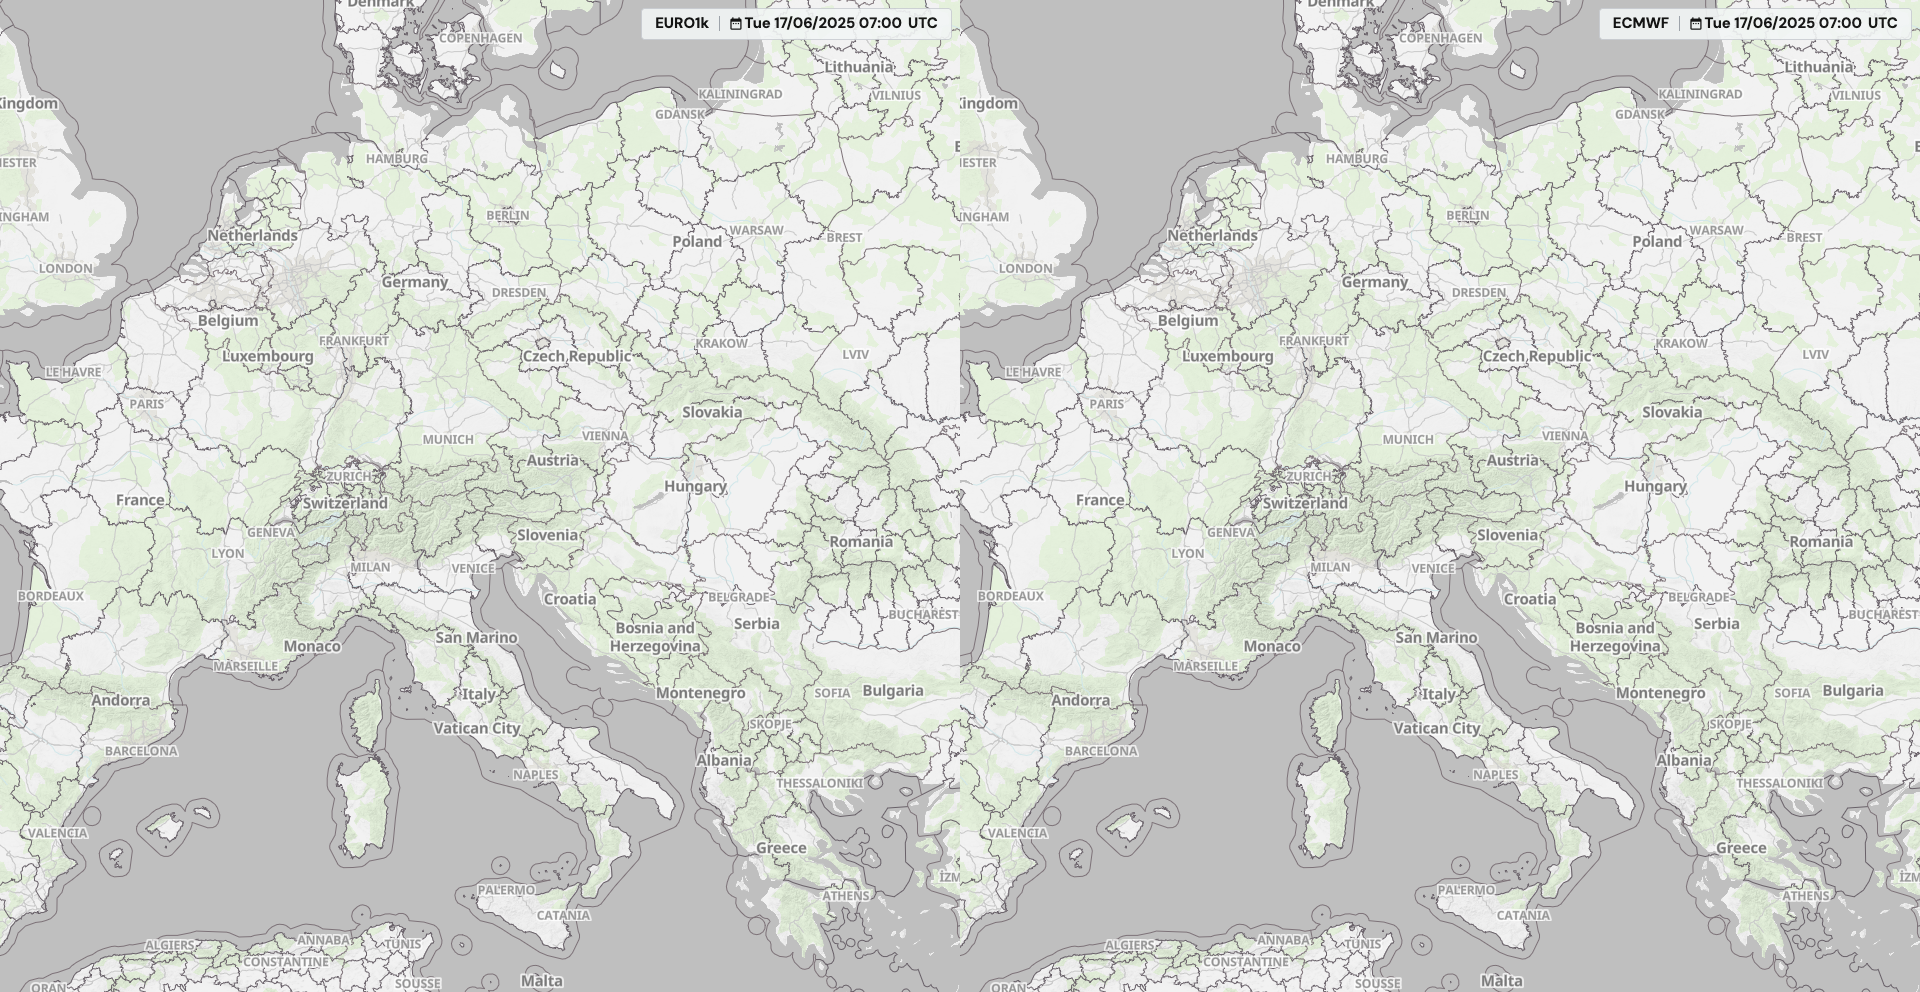 EURO1k Tue 17/06/2025 07:00 UTC
Denmark
COPENHAGEN
Lithuania
KALININGRAD
VILNIUS
Kingdom
GDANSK
HAMBURG
BERLIN
Netherlands
WARSAW
Poland
BREST
LONDON
Germany
DRESDEN
Belgium
FRANKFURT
KRAKOW
Luxembourg
Czech Republic
LVIV
LE HAVRE
PARIS
Slovakia
MUNICH
VIENNA
Austria
ZURICH
Hungary
France
Switzerland
GENEVA
Slovenia
Romania
LYON
MILAN
VENICE
BORDEAUX
Croatia
BELGRADE
BUCHAREST
Serbia
Bosnia and
Herzegovina
San Marino
Monaco
MARSEILLE
Montenegro
SOFIA
Bulgaria
Italy
Andorra
SKOPJE
Vatican City
BARCELONA
Albania
NAPLES
THESSALONIKI
VALENCIA
Greece
PALERMO
ATHENS
CATANIA
ALGIERS
ANNABA
TUNIS
CONSTANTINE
Malta
SOUSSE
ORAN
ECMWF Tue 17/06/2025 07:00 UTC
Denmark
COPENHAGEN
Lithuania
KALININGRAD
VILNIUS
Kingdom
GDANSK
HAMBURG
BERLIN
Netherlands
WARSAW
Poland
BREST
INGHAM
LONDON
Germany
DRESDEN
Belgium
FRANKFURT
KRAKOW
Luxembourg
Czech Republic
LVIV
LE HAVRE
PARIS
Slovakia
MUNICH
VIENNA
Austria
ZURICH
Hungary
France
Switzerland
GENEVA
Slovenia
Romania
LYON
MILAN
VENICE
BORDEAUX
Croatia
BELGRADE
BUCHAREST
Serbia
Bosnia and
Herzegovina
San Marino
Monaco
MARSEILLE
Montenegro
SOFIA
Bulgaria
Italy
Andorra
SKOPJE
Vatican City
BARCELONA
Albania
NAPLES
THESSALONIKI
VALENCIA
Greece
PALERMO
ATHENS
CATANIA
ALGIERS
ANNABA
TUNIS
CONSTANTINE
Malta
SOUSSE
ORAN